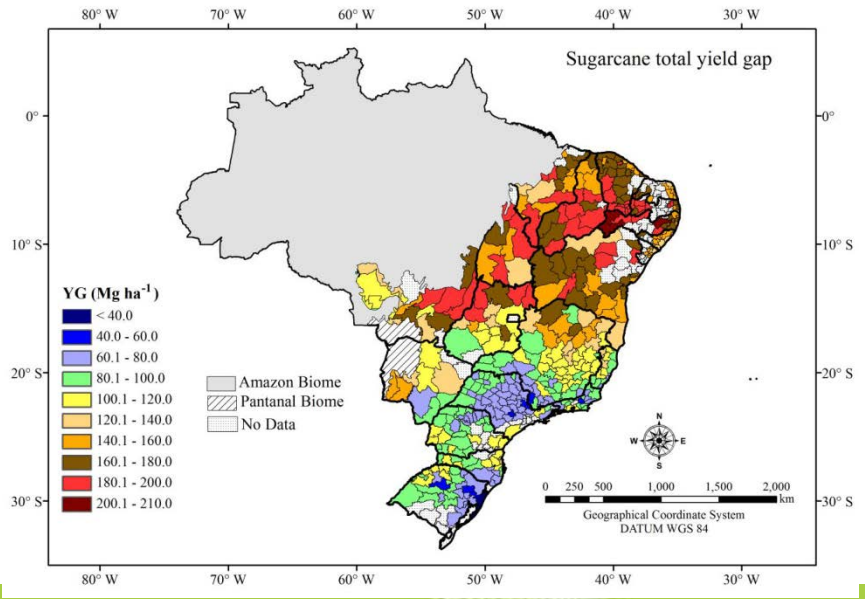 80° W 70° W 60° W 50° W 40° W 30° W
Sugarcane total yield gap
0° 0°
10° S 10° S
YG (Mg ha⁻¹)
< 40.0
40.0 - 60.0
60.1 - 80.0
80.1 - 100.0
100.1 - 120.0
120.1 - 140.0
140.1 - 160.0
160.1 - 180.0
180.1 - 200.0
200.1 - 210.0
Amazon Biome
Pantanal Biome
No Data
20° S 20° S
N
W E
S
0 250 500 1,000 1,500 2,000
km
Geographical Coordinate System
DATUM WGS 84
30° S 30° S
80° W 70° W 60° W 50° W 40° W 30° W